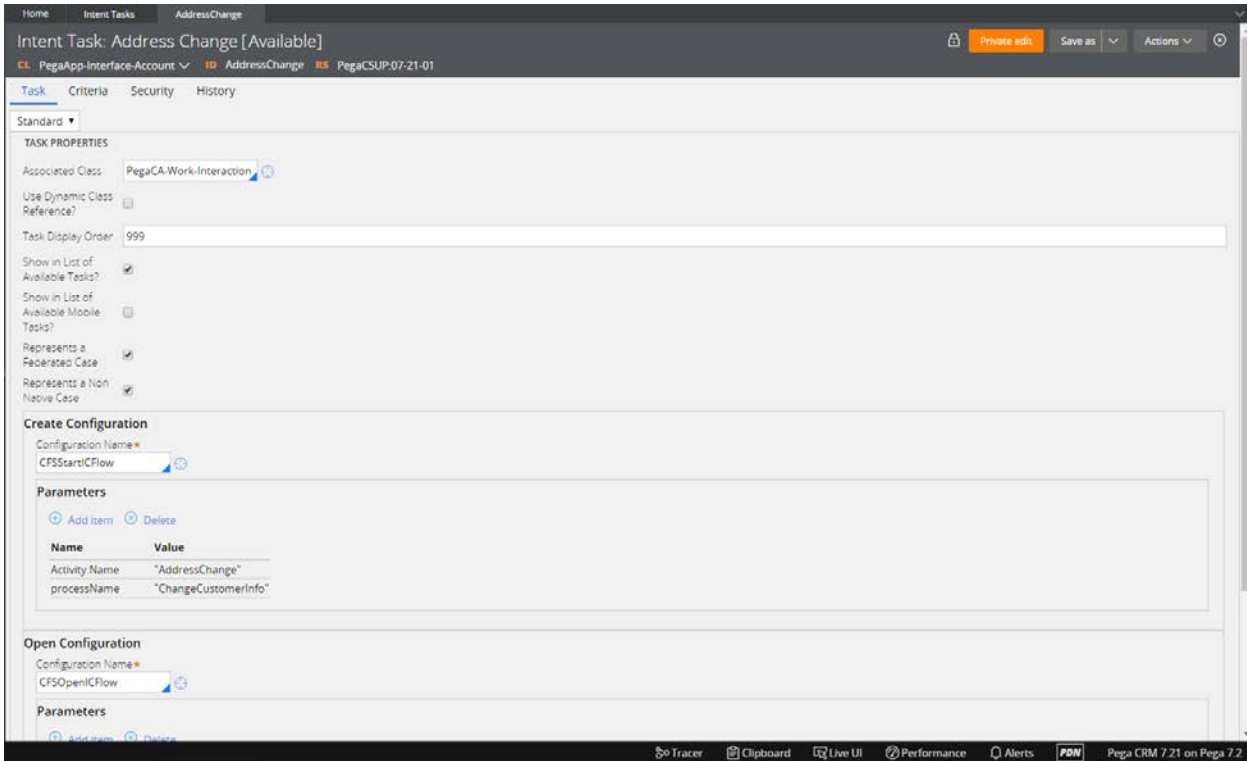 Home Intent Tasks AddressChange
Intent Task: Address Change [Available]
Private edit Save as Actions
CL PegaApp-Interface-Account ID AddressChange RS PegaCSUP:07-21-01
Task Criteria Security History
Standard
TASK PROPERTIES
Associated Class PegaCA-Work-Interaction
Use Dynamic Class
Reference?
Task Display Order 999
Show in List of
Available Tasks?
Show in List of
Available Mobile
Tasks?
Represents a
Federated Case
Represents a Non
Native Case
Create Configuration
Configuration Name★
CFSStartICFlow
Parameters
Add item Delete
Name Value
Activity.Name "AddressChange"
processName "ChangeCustomerInfo"
Open Configuration
Configuration Name★
CFSOpenICFlow
Parameters
Add item Delete
Tracer Clipboard Live UI Performance Alerts PDN Pega CRM 7.21 on Pega 7.2